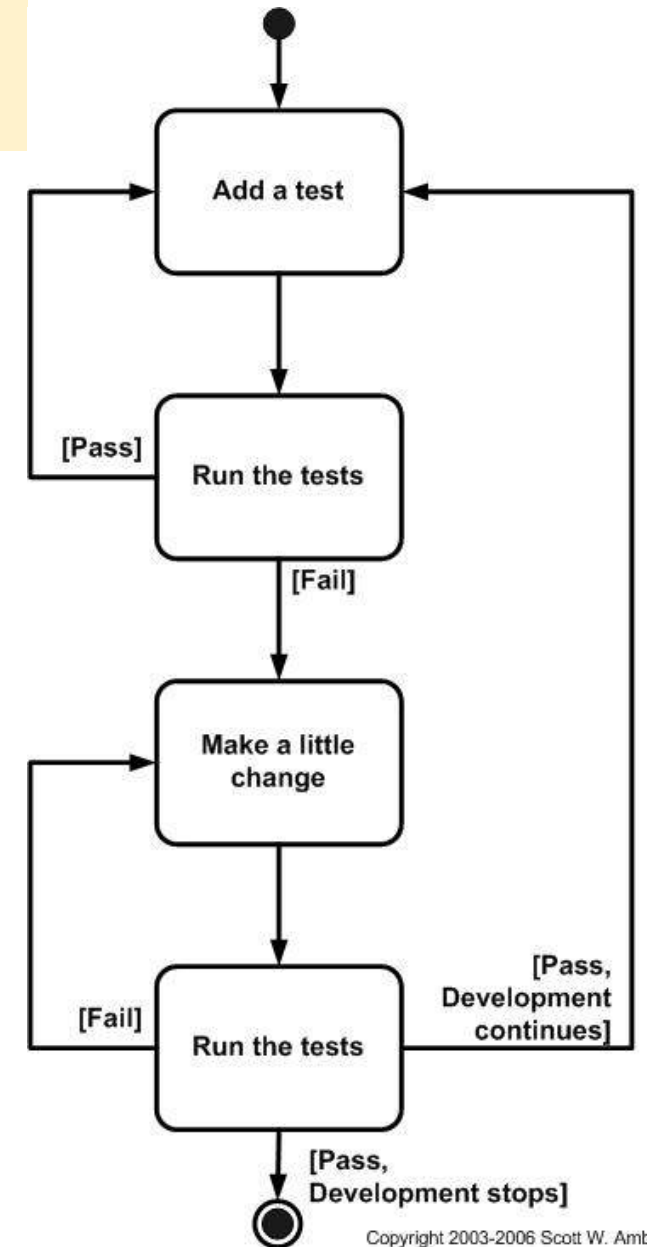 Add a test
[Pass]
Run the tests
[Fail]
Make a little
change
[Pass,
Development
continues]
[Fail]
Run the tests
[Pass,
Development stops]
Copyright 2003-2006 Scott W. Amb